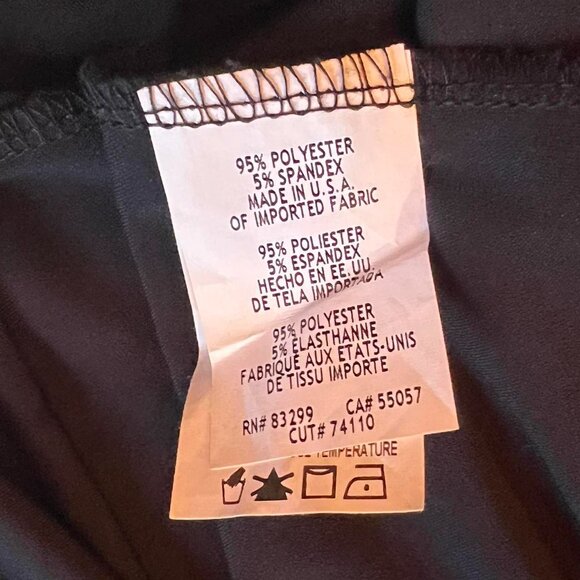 95% POLYESTER
5% SPANDEX
MADE IN U.S.A.
OF IMPORTED FABRIC
95% POLIESTER
5% ESPANDEX
HECHO EN EE.UU
DE TELA IMPORTADA
95% POLYESTER
5% ELASTHANNE
FABRIQUÉ AUX ETATS-UNIS
DE TISSU IMPORTE
RN# 83299 CA# 55057
CUT# 74110
TEMPERATURE